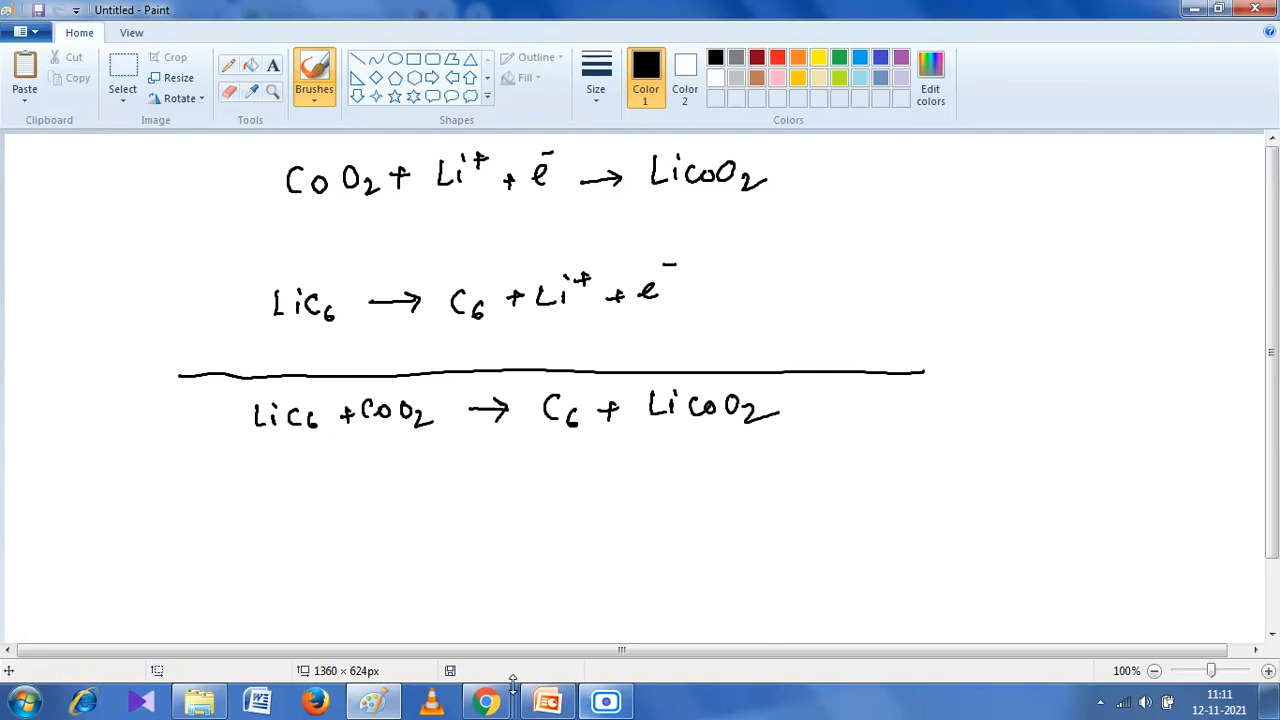 Untitled - Paint
Home View
Paste
Cut
Copy
Clipboard
Select
Crop
Resize
Rotate
Image
A
Tools
Brushes
Outline
Fill
Shapes
Size
Color 1
Color 2
Edit colors
Colors
CoO₂ + Li⁺ + e⁻ → LicoO₂
LiC₆ → C₆ + Li⁺ + e⁻
LiC₆ + CoO₂ → C₆ + LicoO₂
1360 × 624px
100%
11:11
12-11-2021